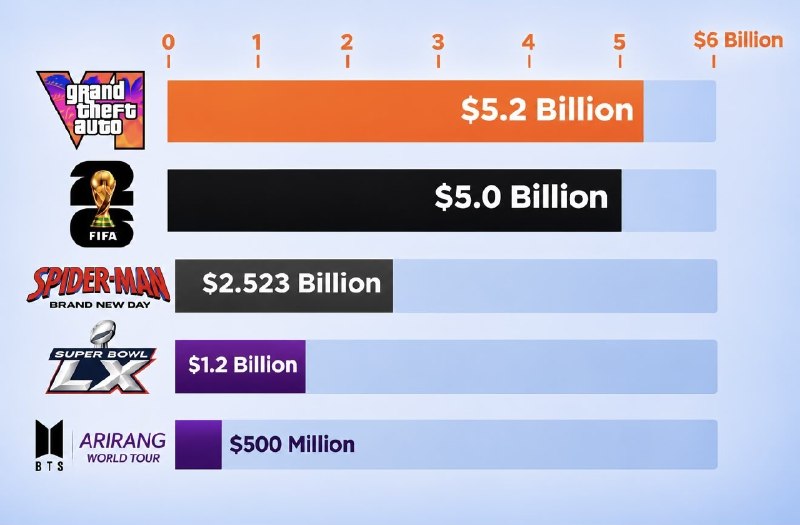 0 1 2 3 4 5 $6 Billion
grand
theft
auto
VI
$5.2 Billion
26
FIFA
$5.0 Billion
SPIDER-MAN
BRAND NEW DAY
$2.523 Billion
SUPER BOWL
LX
$1.2 Billion
BTS
ARIRANG
WORLD TOUR
$500 Million